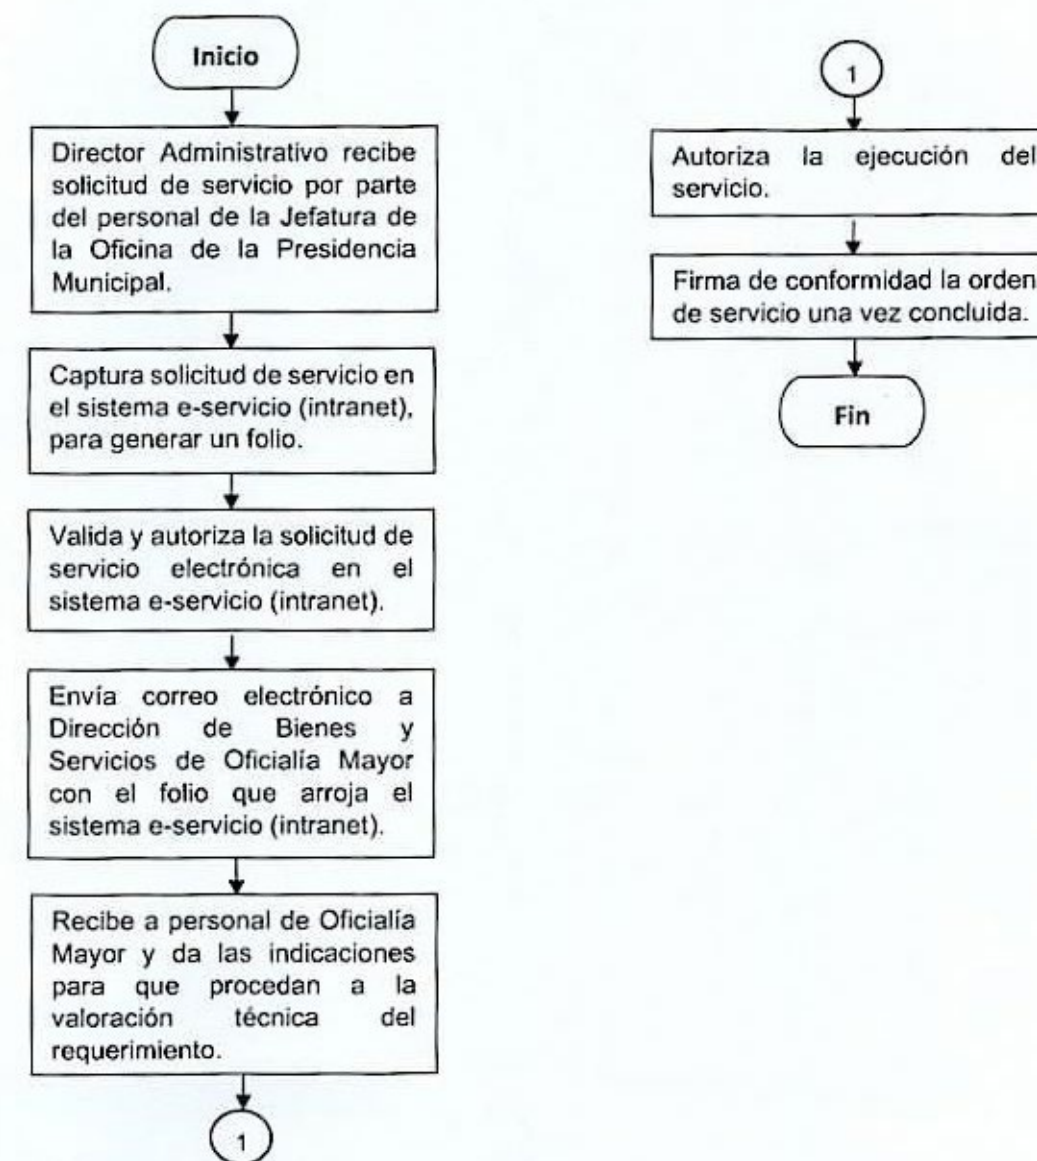 Inicio
Director Administrativo recibe
solicitud de servicio por parte
del personal de la Jefatura de
la Oficina de la Presidencia
Municipal.
Captura solicitud de servicio en
el sistema e-servicio (intranet),
para generar un folio.
Valida y autoriza la solicitud de
servicio electrónica en el
sistema e-servicio (intranet).
Envía correo electrónico a
Dirección de Bienes y
Servicios de Oficialía Mayor
con el folio que arroja el
sistema e-servicio (intranet).
Recibe a personal de Oficialía
Mayor y da las indicaciones
para que procedan a la
valoración técnica del
requerimiento.
1
1
Autoriza la ejecución del
servicio.
Firma de conformidad la orden
de servicio una vez concluida.
Fin